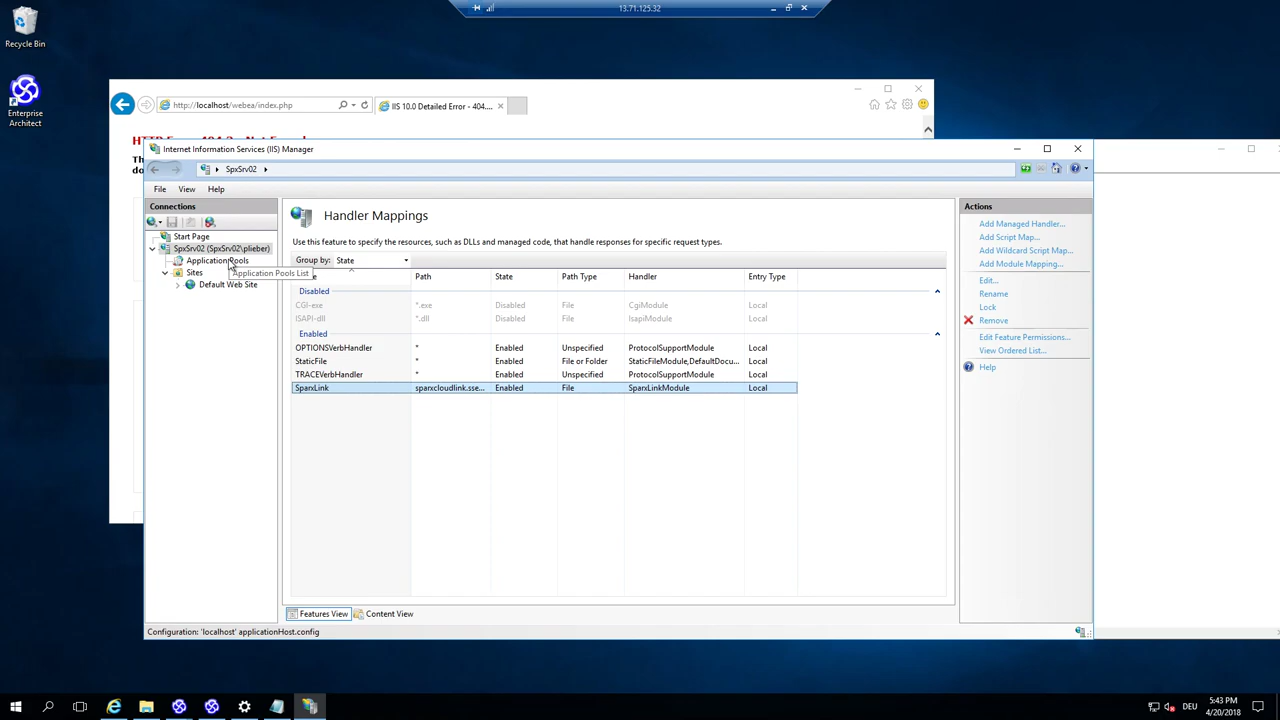 13.71.125.32
Recycle Bin
Enterprise
Architect
http://localhost/webea/index.php
IIS 10.0 Detailed Error - 404....
Internet Information Services (IIS) Manager
SpxSrv02
File View Help
Connections
Start Page
SpxSrv02 (SpxSrv02\plieber)
Application Pools
Application Pools List
Sites
Default Web Site
Handler Mappings
Use this feature to specify the resources, such as DLLs and managed code, that handle responses for specific request types.
Group by: State
Path State Path Type Handler Entry Type
Disabled
CGI-exe *.exe Disabled File CgiModule Local
ISAPI-dll *.dll Disabled File IsapiModule Local
Enabled
OPTIONSVerbHandler * Enabled Unspecified ProtocolSupportModule Local
StaticFile * Enabled File or Folder StaticFileModule,DefaultDocu... Local
TRACEVerbHandler * Enabled Unspecified ProtocolSupportModule Local
SparxLink sparxcloudlink.sse... Enabled File SparxLinkModule Local
Features View Content View
Configuration: 'localhost' applicationHost.config
Actions
Add Managed Handler...
Add Script Map...
Add Wildcard Script Map...
Add Module Mapping...
Edit...
Rename
Lock
Remove
Edit Feature Permissions...
View Ordered List...
Help
DEU
5:43 PM
4/20/2018